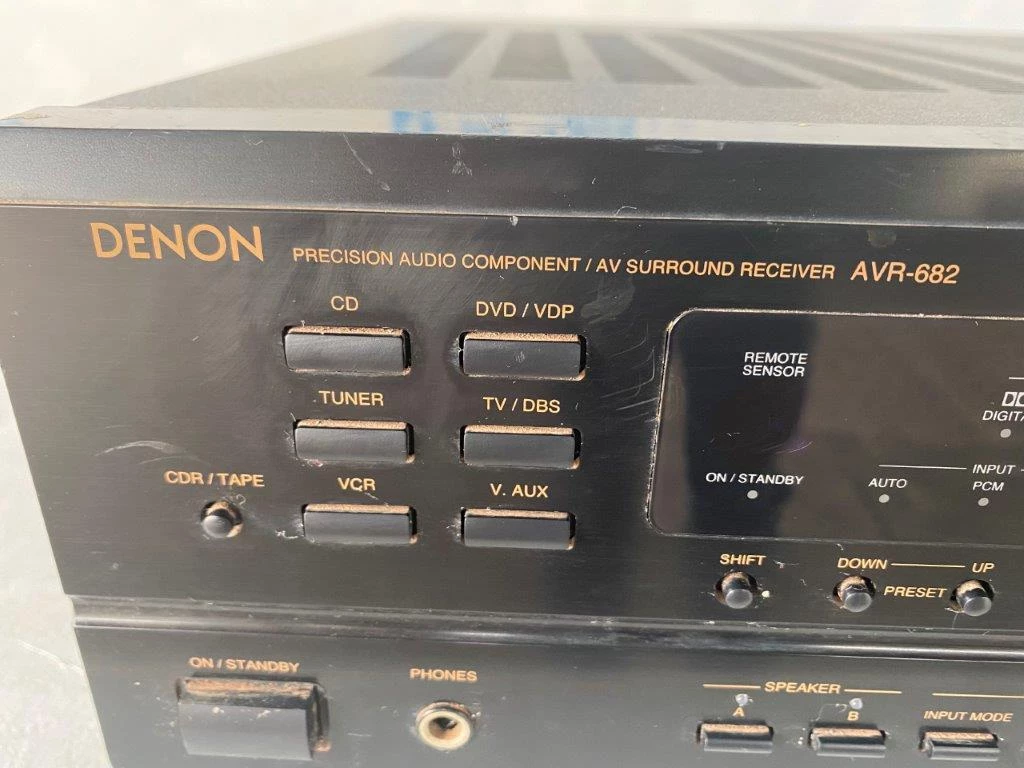 DENON PRECISION AUDIO COMPONENT / AV SURROUND RECEIVER AVR-682
CD
DVD / VDP
TUNER
TV / DBS
CDR / TAPE
VCR
V. AUX
REMOTE
SENSOR
ON / STANDBY
AUTO
INPUT
PCM
SHIFT
DOWN
PRESET
UP
ON / STANDBY
PHONES
SPEAKER
A
B
INPUT MODE